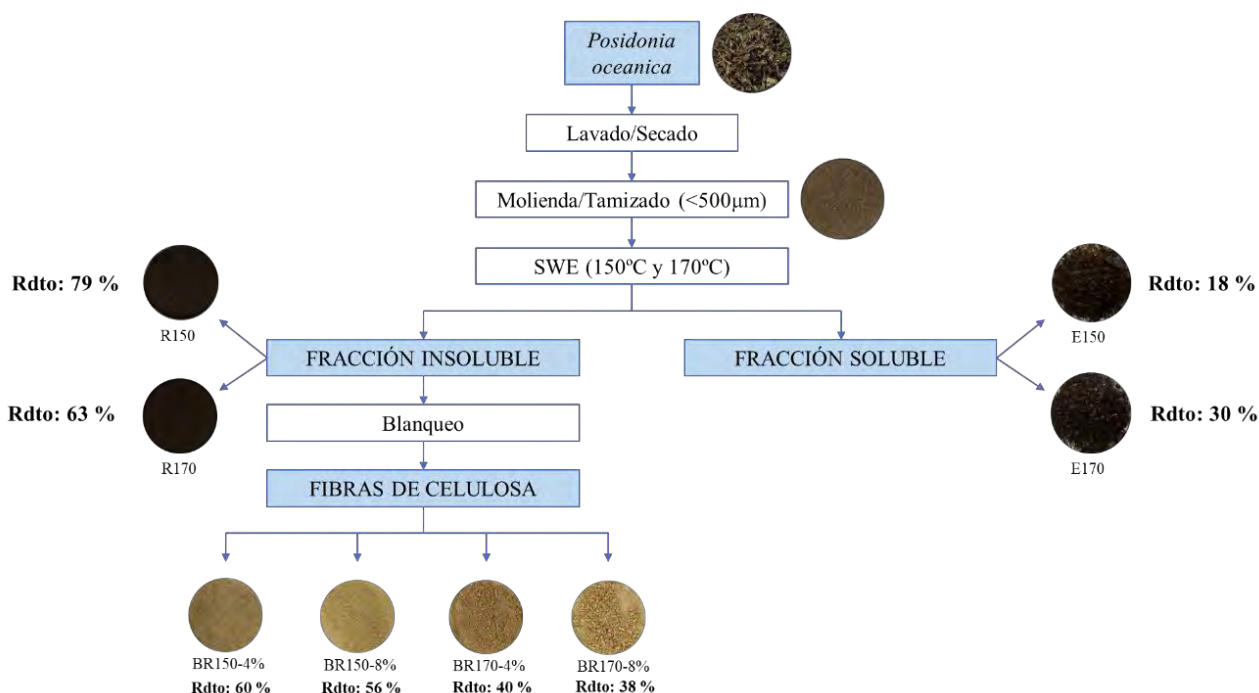 Posidonia
oceanica
Lavado/Secado
Molienda/Tamizado (<500μm)
SWE (150ºC y 170ºC)
Rdto: 79 %
R150
Rdto: 18 %
E150
FRACCIÓN INSOLUBLE
FRACCIÓN SOLUBLE
Rdto: 63 %
R170
Rdto: 30 %
E170
Blanqueo
FIBRAS DE CELULOSA
BR150-4%
Rdto: 60 %
BR150-8%
Rdto: 56 %
BR170-4%
Rdto: 40 %
BR170-8%
Rdto: 38 %